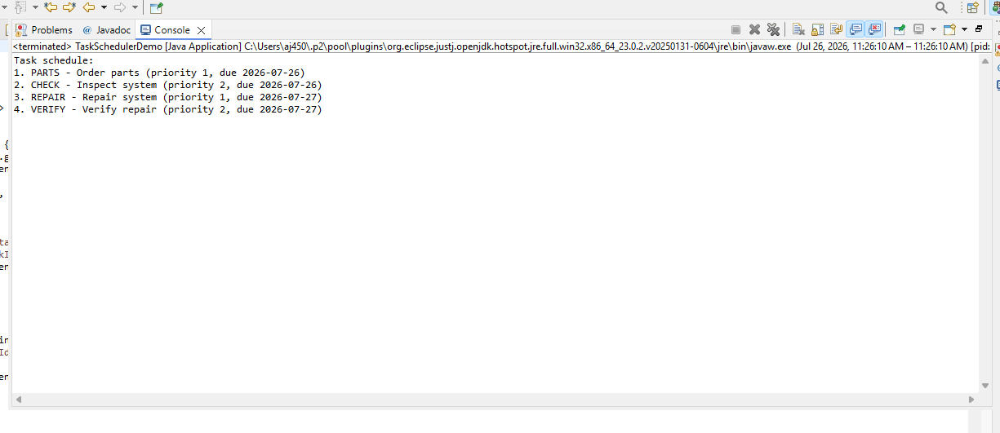 Problems @ Javadoc Console
<terminated> TaskSchedulerDemo [Java Application] C:\Users\aj450\.p2\pool\plugins\org.eclipse.justj.openjdk.hotspot.jre.full.win32.x86_64_23.0.2.v20250131-0604\jre\bin\javaw.exe (Jul 26, 2026, 11:26:10 AM – 11:26:10 AM) [pid:
Task schedule:
1. PARTS - Order parts (priority 1, due 2026-07-26)
2. CHECK - Inspect system (priority 2, due 2026-07-26)
3. REPAIR - Repair system (priority 1, due 2026-07-27)
4. VERIFY - Verify repair (priority 2, due 2026-07-27)